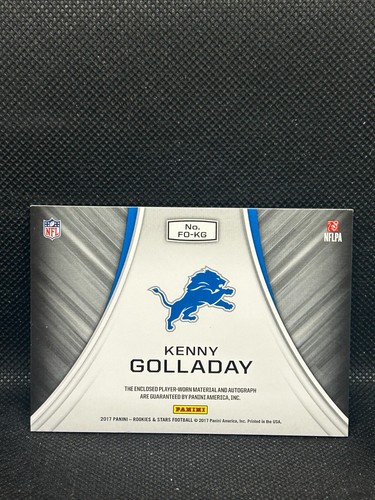 No.
FO-KG
NFL
NFLPA
KENNY
GOLLADAY
THE ENCLOSED PLAYER-WORN MATERIAL AND AUTOGRAPH
ARE GUARANTEED BY PANINI AMERICA, INC.
PANINI
2017 PANINI – ROOKIES & STARS FOOTBALL © 2017 Panini America, Inc. Printed in the USA.